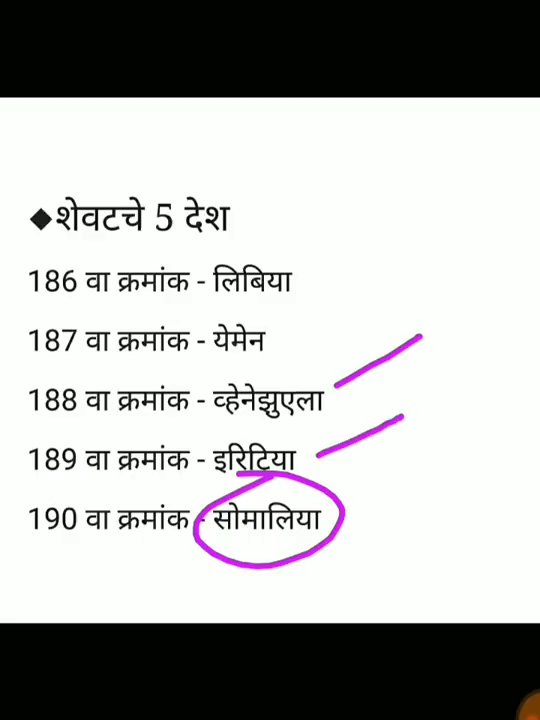 ◆शेवटचे 5 देश
186 वा क्रमांक - लिबिया
187 वा क्रमांक - येमेन
188 वा क्रमांक - व्हेनेझुएला
189 वा क्रमांक - इरिटिया
190 वा क्रमांक - सोमालिया